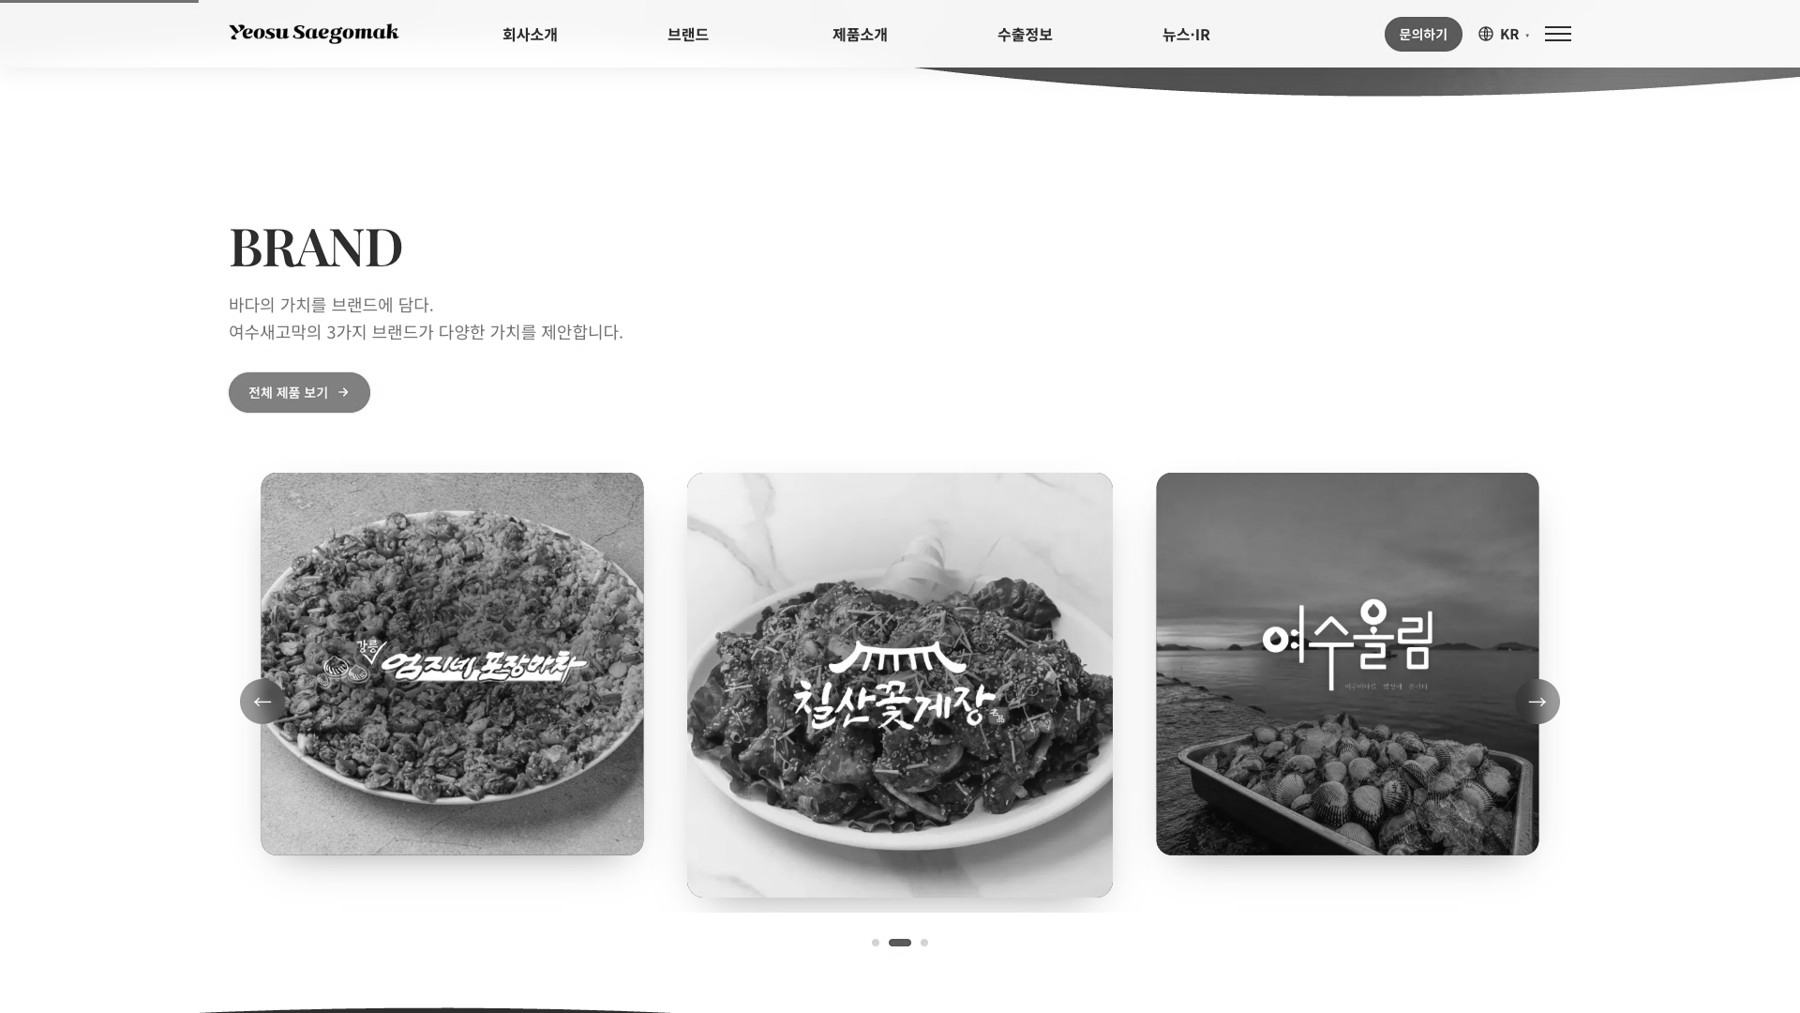 Yeosu Saegomak
회사소개
브랜드
제품소개
수출정보
뉴스·IR
문의하기
KR
BRAND
바다의 가치를 브랜드에 담다.
여수새고막의 3가지 브랜드가 다양한 가치를 제안합니다.
전체 제품 보기 →
강릉
엄지네 포장마차
칠산꽃게장
여수올림